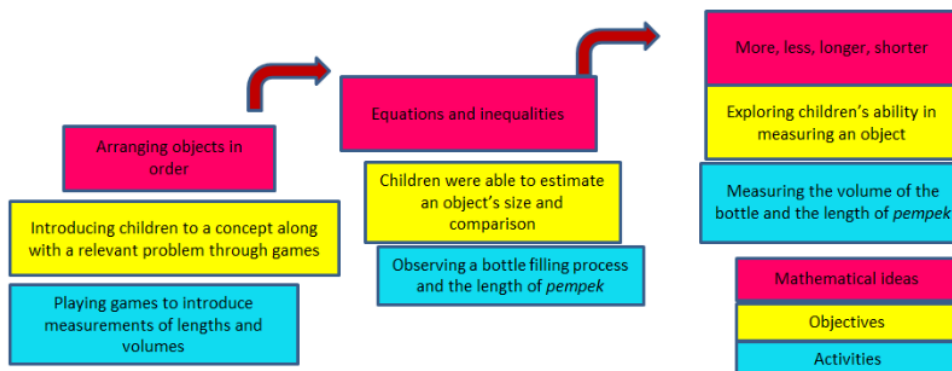 Arranging objects in
order
Introducing children to a concept along
with a relevant problem through games
Playing games to introduce
measurements of lengths and
volumes
Equations and inequalities
Children were able to estimate
an object's size and
comparison
Observing a bottle filling process
and the length of pempek
More, less, longer, shorter
Exploring children's ability in
measuring an object
Measuring the volume of the
bottle and the length of pempek
Mathematical ideas
Objectives
Activities